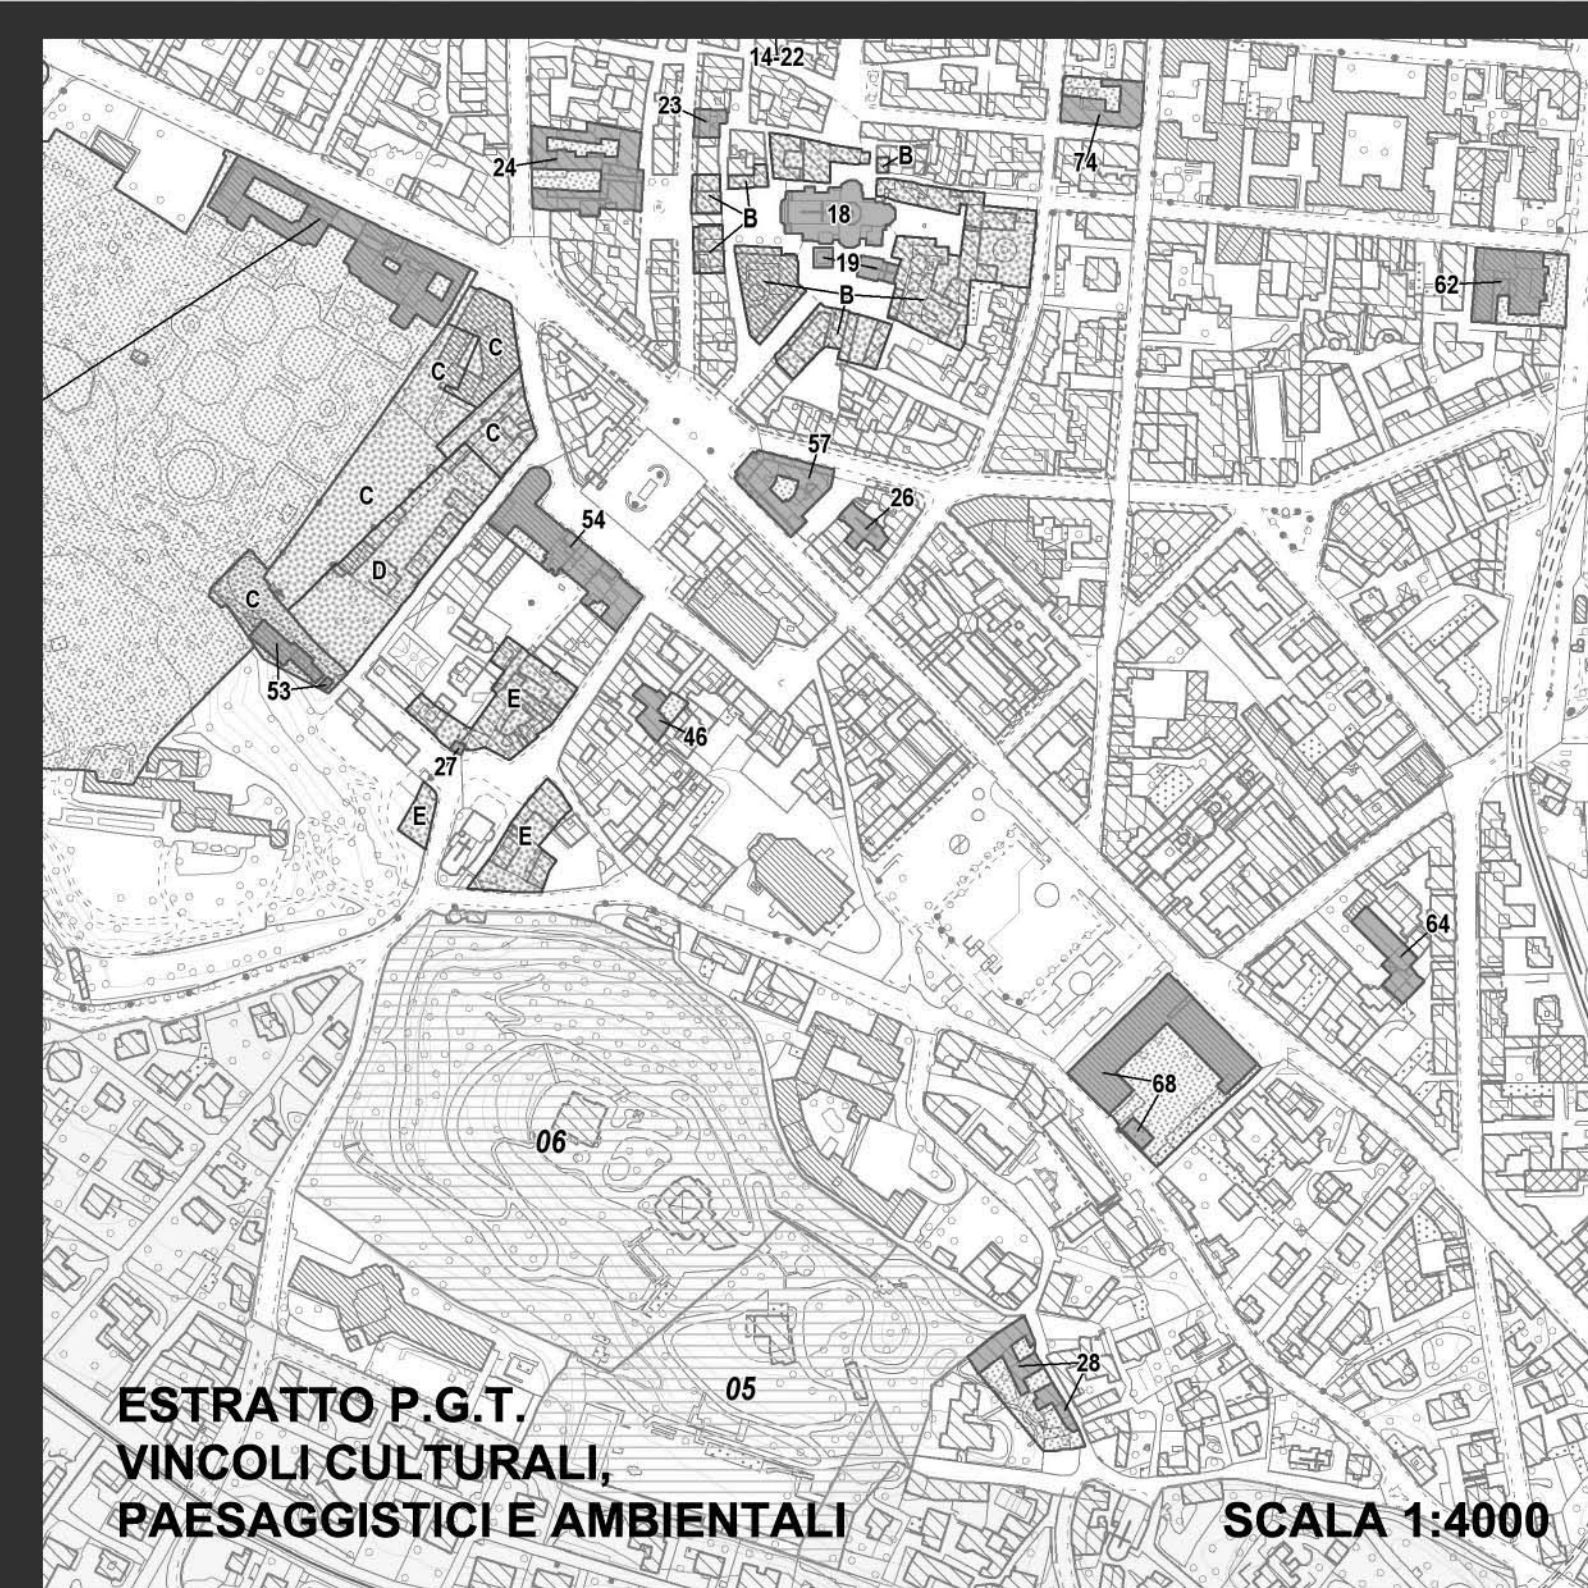 14-22
23
74
24
B
18
B
19
62
B
C
C
C
57
C
26
54
D
C
53
E
46
27
E
E
64
68
06
28
05
ESTRATTO P.G.T.
VINCOLI CULTURALI,
PAESAGGISTICI E AMBIENTALI
SCALA 1:4000